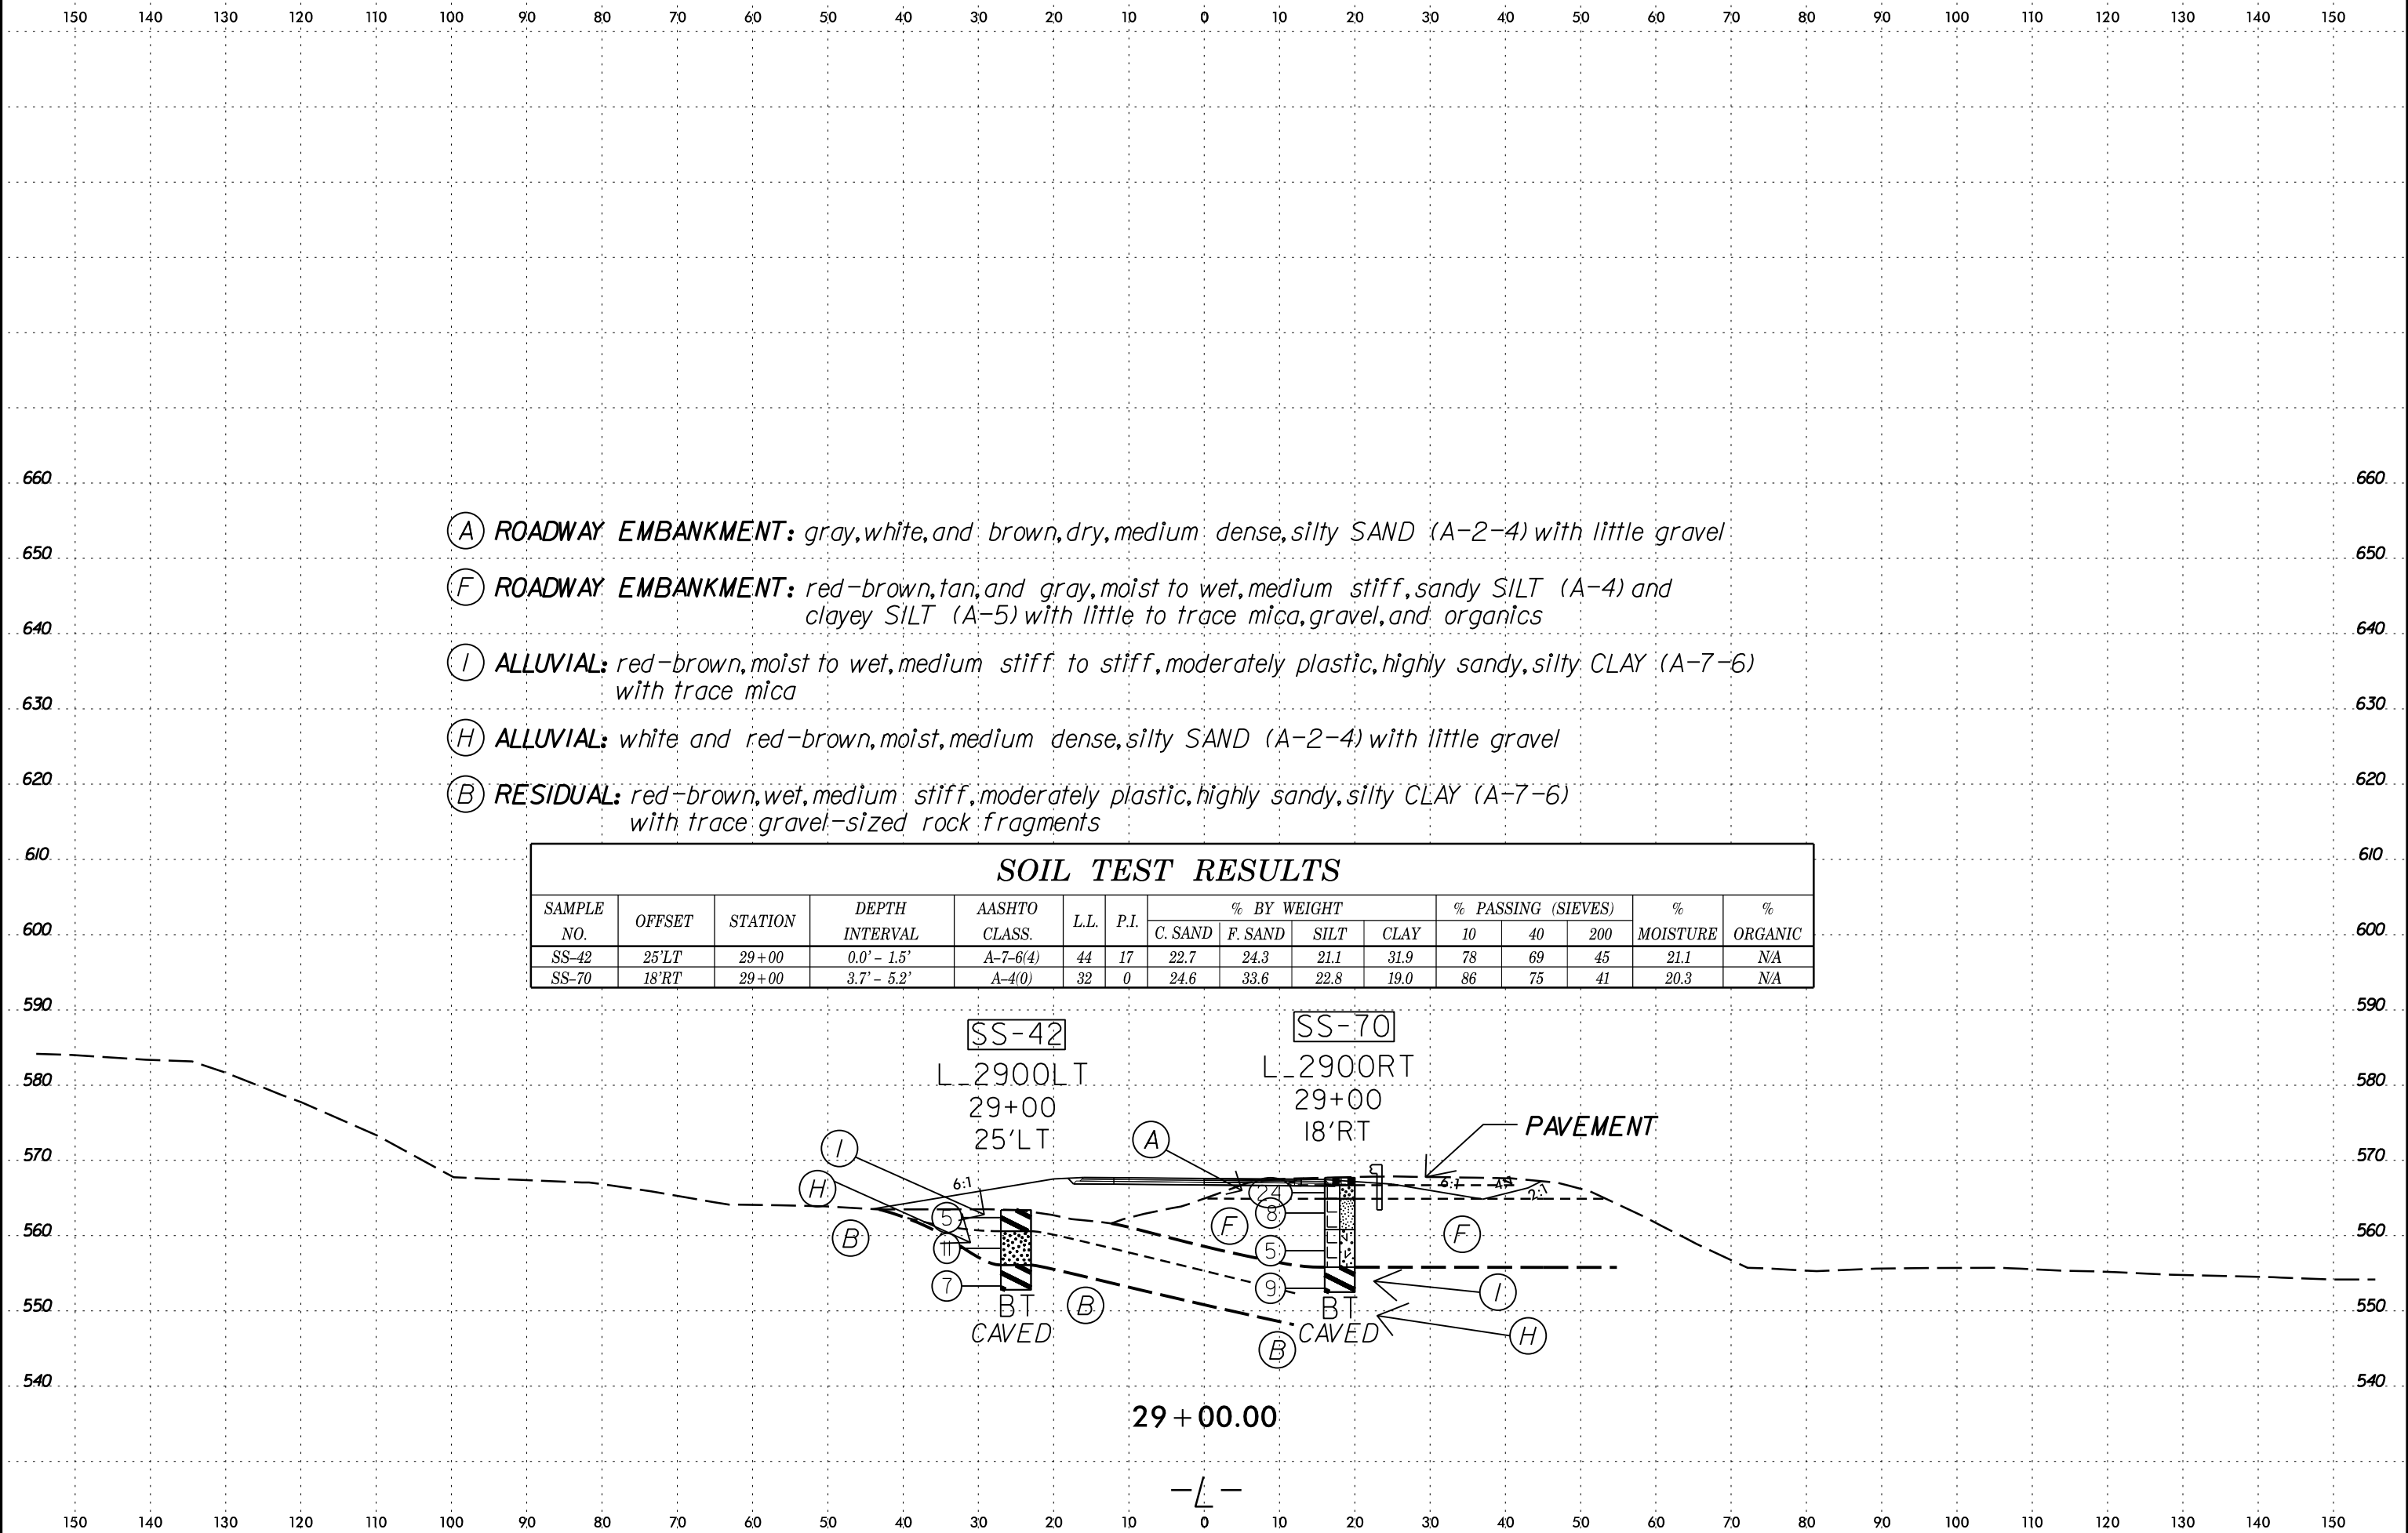 150 140 130 120 110 100 90 80 70 60 50 40 30 20 10 0 10 20 30 40 50 60 70 80 90 100 110 120 130 140 150
660 660
Ⓐ ROADWAY EMBANKMENT: gray, white, and brown, dry, medium dense, silty SAND (A-2-4) with little gravel
650 650
Ⓕ ROADWAY EMBANKMENT: red-brown, tan, and gray, moist to wet, medium stiff, sandy SILT (A-4) and
clayey SILT (A-5) with little to trace mica, gravel, and organics
640 640
Ⓘ ALLUVIAL: red-brown, moist to wet, medium stiff to stiff, moderately plastic, highly sandy, silty CLAY (A-7-6)
with trace mica
630 630
Ⓗ ALLUVIAL: white and red-brown, moist, medium dense, silty SAND (A-2-4) with little gravel
620 620
Ⓑ RESIDUAL: red-brown, wet, medium stiff, moderately plastic, highly sandy, silty CLAY (A-7-6)
with trace gravel-sized rock fragments
610 610
SOIL TEST RESULTS
SAMPLE NO. OFFSET STATION DEPTH INTERVAL AASHTO CLASS. L.L. P.I. % BY WEIGHT % PASSING (SIEVES) % MOISTURE % ORGANIC
C. SAND F. SAND SILT CLAY 10 40 200
600 600
SS-42 25'LT 29+00 0.0' - 1.5' A-7-6(4) 44 17 22.7 24.3 21.1 31.9 78 69 45 21.1 N/A
SS-70 18'RT 29+00 3.7' - 5.2' A-4(0) 32 0 24.6 33.6 22.8 19.0 86 75 41 20.3 N/A
590 590
SS-42
L_2900LT
29+00
25'LT
SS-70
L_2900RT
29+00
18'RT
580 580
PAVEMENT
570 570
I
A
H
6:1
6:1
4:1
2:1
24
5
8
F
F
560 560
B
11
5
7
9
I
550 550
BT
CAVED
B
BT
CAVED
H
B
540 540
29+00.00
-L-
150 140 130 120 110 100 90 80 70 60 50 40 30 20 10 0 10 20 30 40 50 60 70 80 90 100 110 120 130 140 150